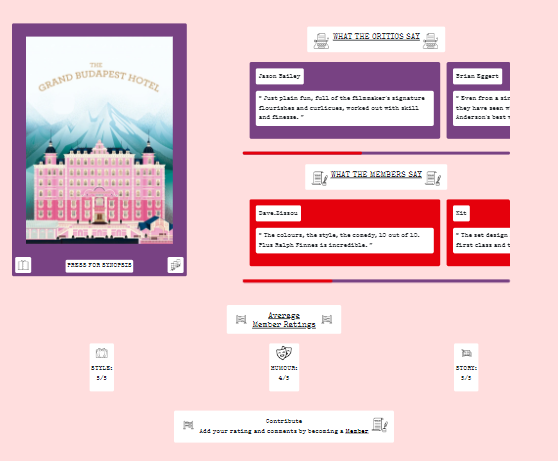 THE
GRAND BUDAPEST HOTEL
PRESS FOR SYNOPSIS
WHAT THE CRITICS SAY
Jason Bailey
" Just plain fun, full of the filmmaker's signature
flourishes and curlicues, worked out with skill
and finesse. "
Brian Eggert
" Even from a
they have seen
Anderson's best
WHAT THE MEMBERS SAY
Dave.Zissou
" The colours, the style, the comedy, 10 out of 10.
Plus Ralph Finnes is incredible. "
Kit
" The set design
first class and
Average
Member Ratings
STYLE:
5/5
HUMOUR:
4/5
STORY:
5/5
Contribute
Add your rating and comments by becoming a Member